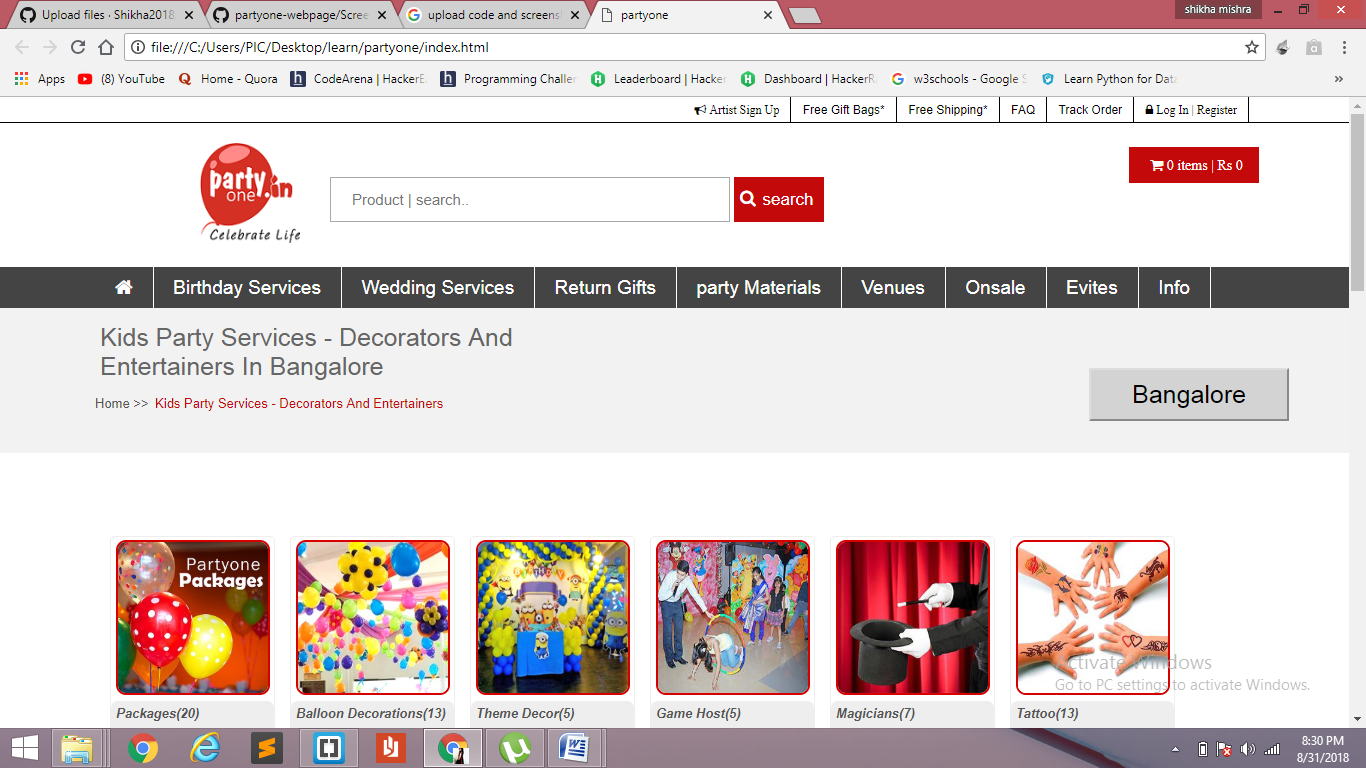 Upload files · Shikha2018
partyone-webpage/Scree
upload code and screens
partyone
shikha mishra
file:///C:/Users/PIC/Desktop/learn/partyone/index.html
Apps
(8) YouTube
Home - Quora
CodeArena | HackerE
Programming Challen
Leaderboard | Hacker
Dashboard | HackerR
w3schools - Google S
Learn Python for Data
»
Artist Sign Up
Free Gift Bags*
Free Shipping*
FAQ
Track Order
Log In | Register
party.in
one
Celebrate Life
Product | search..
search
0 items | Rs 0
Birthday Services
Wedding Services
Return Gifts
party Materials
Venues
Onsale
Evites
Info
Kids Party Services - Decorators And
Entertainers In Bangalore
Home >> Kids Party Services - Decorators And Entertainers
Bangalore
Partyone
Packages
Packages(20)
Balloon Decorations(13)
Theme Decor(5)
Game Host(5)
Magicians(7)
Tattoo(13)
Activate Windows
Go to PC settings to activate Windows.
8:30 PM
8/31/2018